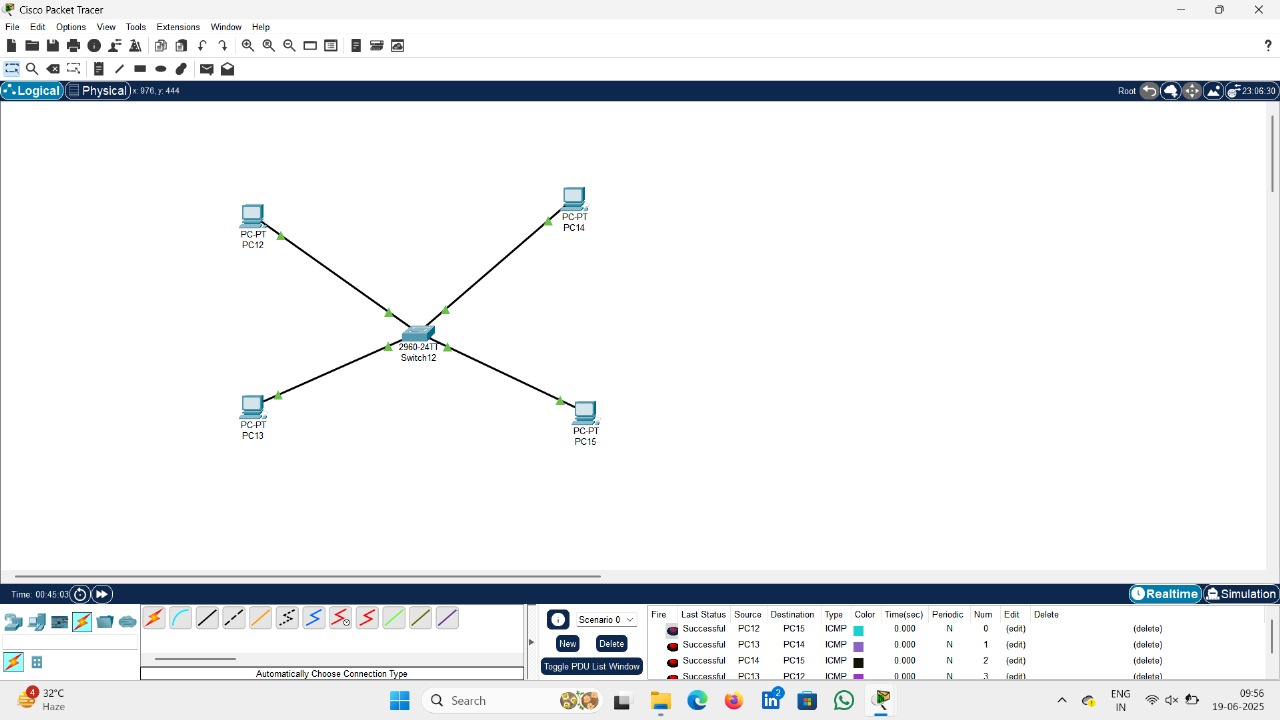 Cisco Packet Tracer
File Edit Options View Tools Extensions Window Help
Logical Physical x: 976, y: 444
Root 23:06:30
PC-PT
PC12
PC-PT
PC14
2960-24TT
Switch12
PC-PT
PC13
PC-PT
PC15
Time: 00:45:03
Realtime Simulation
Automatically Choose Connection Type
Scenario 0
New Delete
Toggle PDU List Window
Fire Last Status Source Destination Type Color Time(sec) Periodic Num Edit Delete
Successful PC12 PC15 ICMP 0.000 N 0 (edit) (delete)
Successful PC13 PC14 ICMP 0.000 N 1 (edit) (delete)
Successful PC14 PC15 ICMP 0.000 N 2 (edit) (delete)
Successful PC13 PC12 ICMP 0.000 N 3 (edit) (delete)
4
32°C
Haze
Search
2
ENG
IN
09:56
19-06-2025